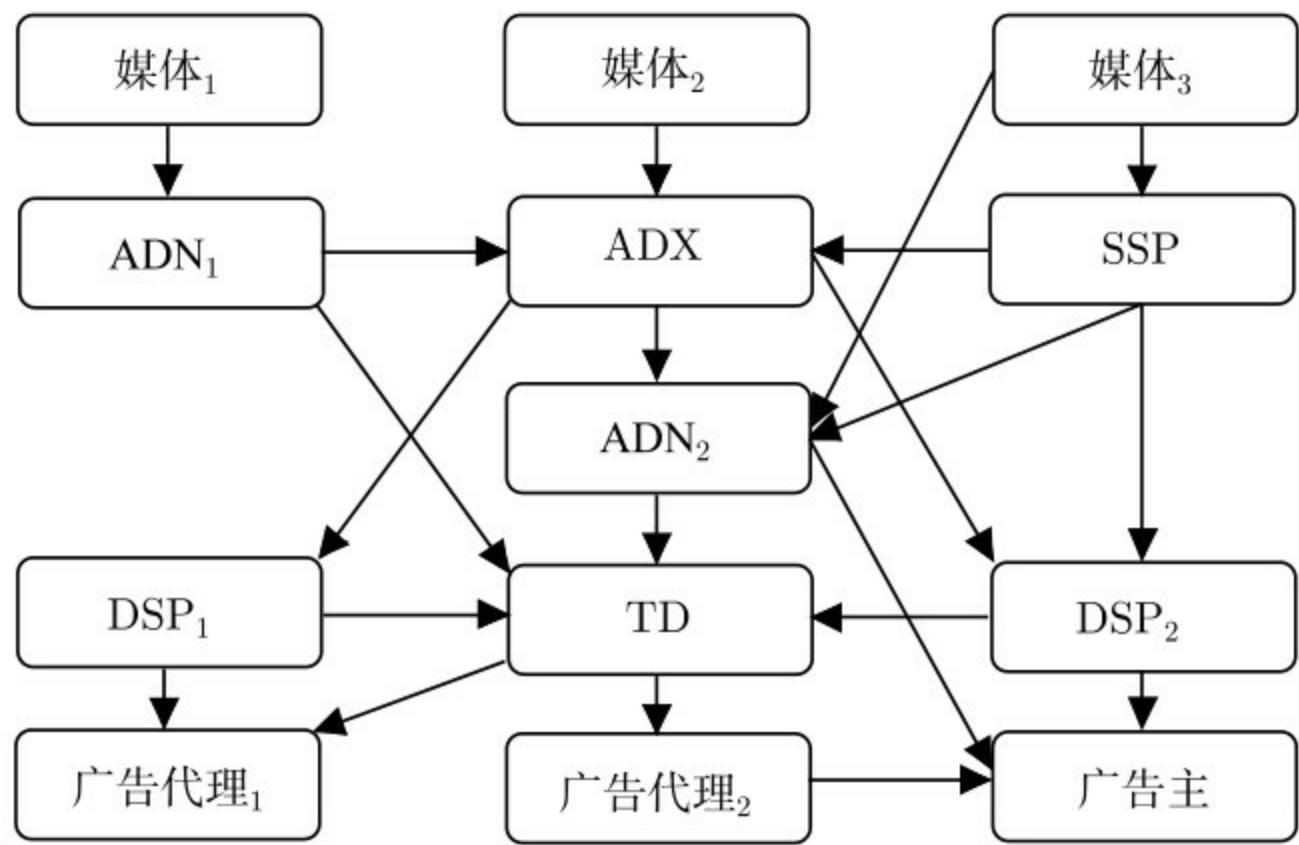 媒体₁
媒体₂
媒体₃
ADN₁
ADX
SSP
ADN₂
DSP₁
TD
DSP₂
广告代理₁
广告代理₂
广告主